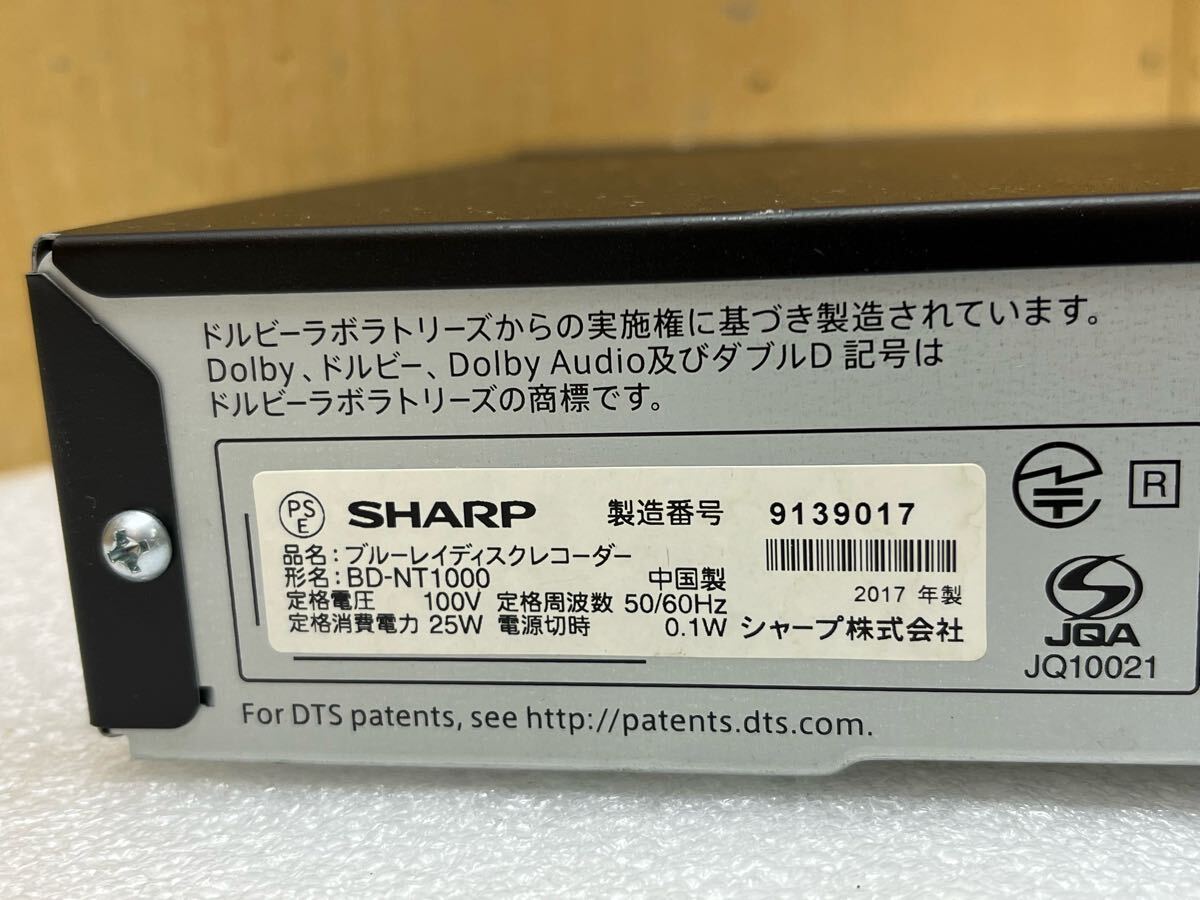 ドルビーラボラトリーズからの実施権に基づき製造されています。
Dolby、ドルビー、Dolby Audio及びダブルD 記号は
ドルビーラボラトリーズの商標です。
PS E SHARP 製造番号 9139017
品名：ブルーレイディスクレコーダー
形名：BD-NT1000 中国製
2017 年製
定格電圧 100V 定格周波数 50/60Hz
定格消費電力 25W 電源切時 0.1W シャープ株式会社
R
JQA
JQ10021
For DTS patents, see http://patents.dts.com.